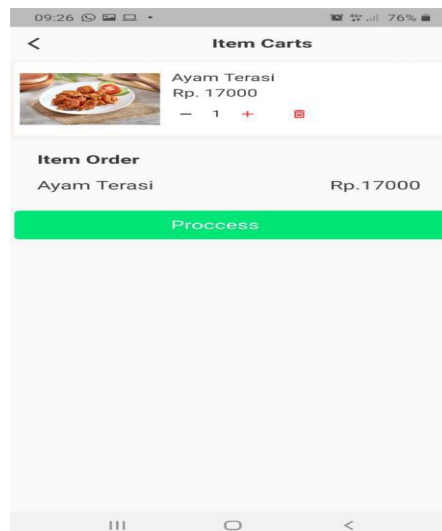 09:26 76%
Item Carts
Ayam Terasi
Rp. 17000
− 1 +
Item Order
Ayam Terasi Rp.17000
Proccess